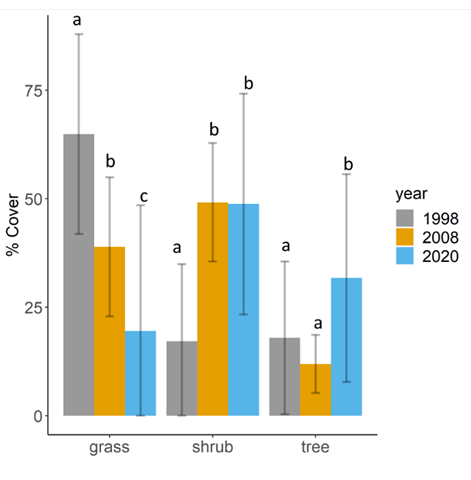 a
b
75
b
a
b
c
b
50
% Cover
a
a
a
25
0
grass
shrub
tree
year
1998
2008
2020